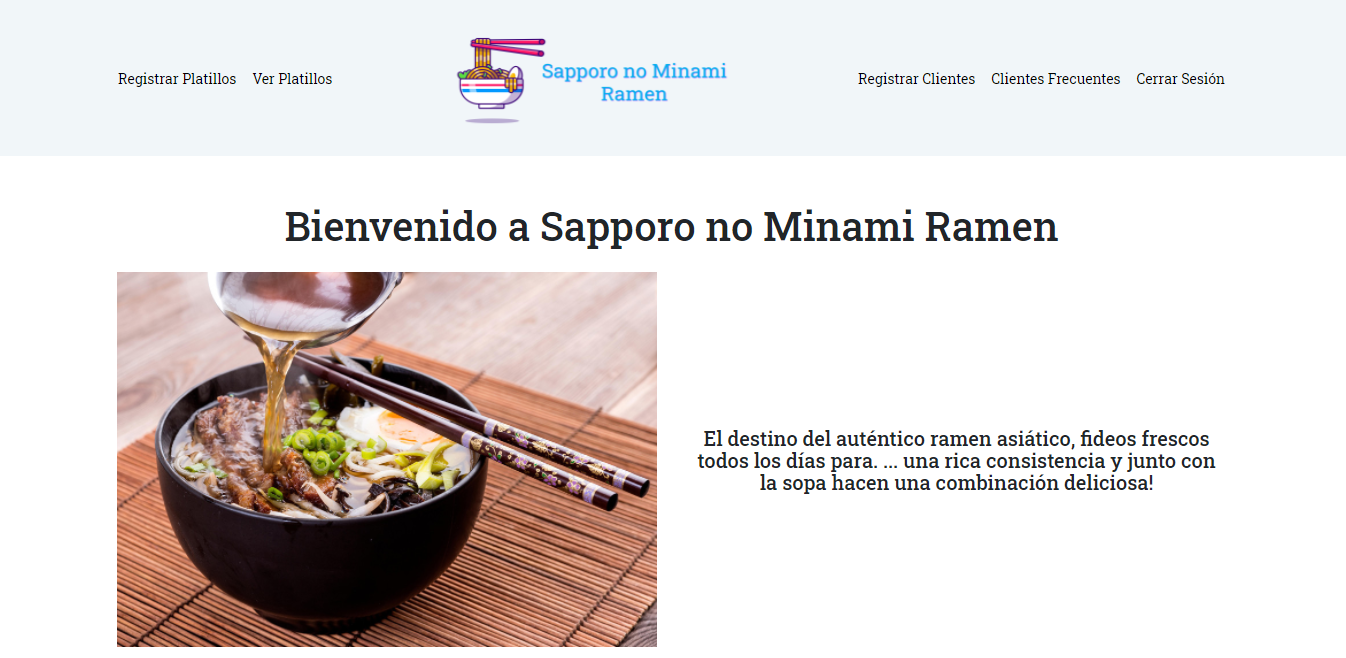 Registrar Platillos Ver Platillos
Sapporo no Minami
Ramen
Registrar Clientes Clientes Frecuentes Cerrar Sesión
Bienvenido a Sapporo no Minami Ramen
El destino del auténtico ramen asiático, fideos frescos
todos los días para. ... una rica consistencia y junto con
la sopa hacen una combinación deliciosa!